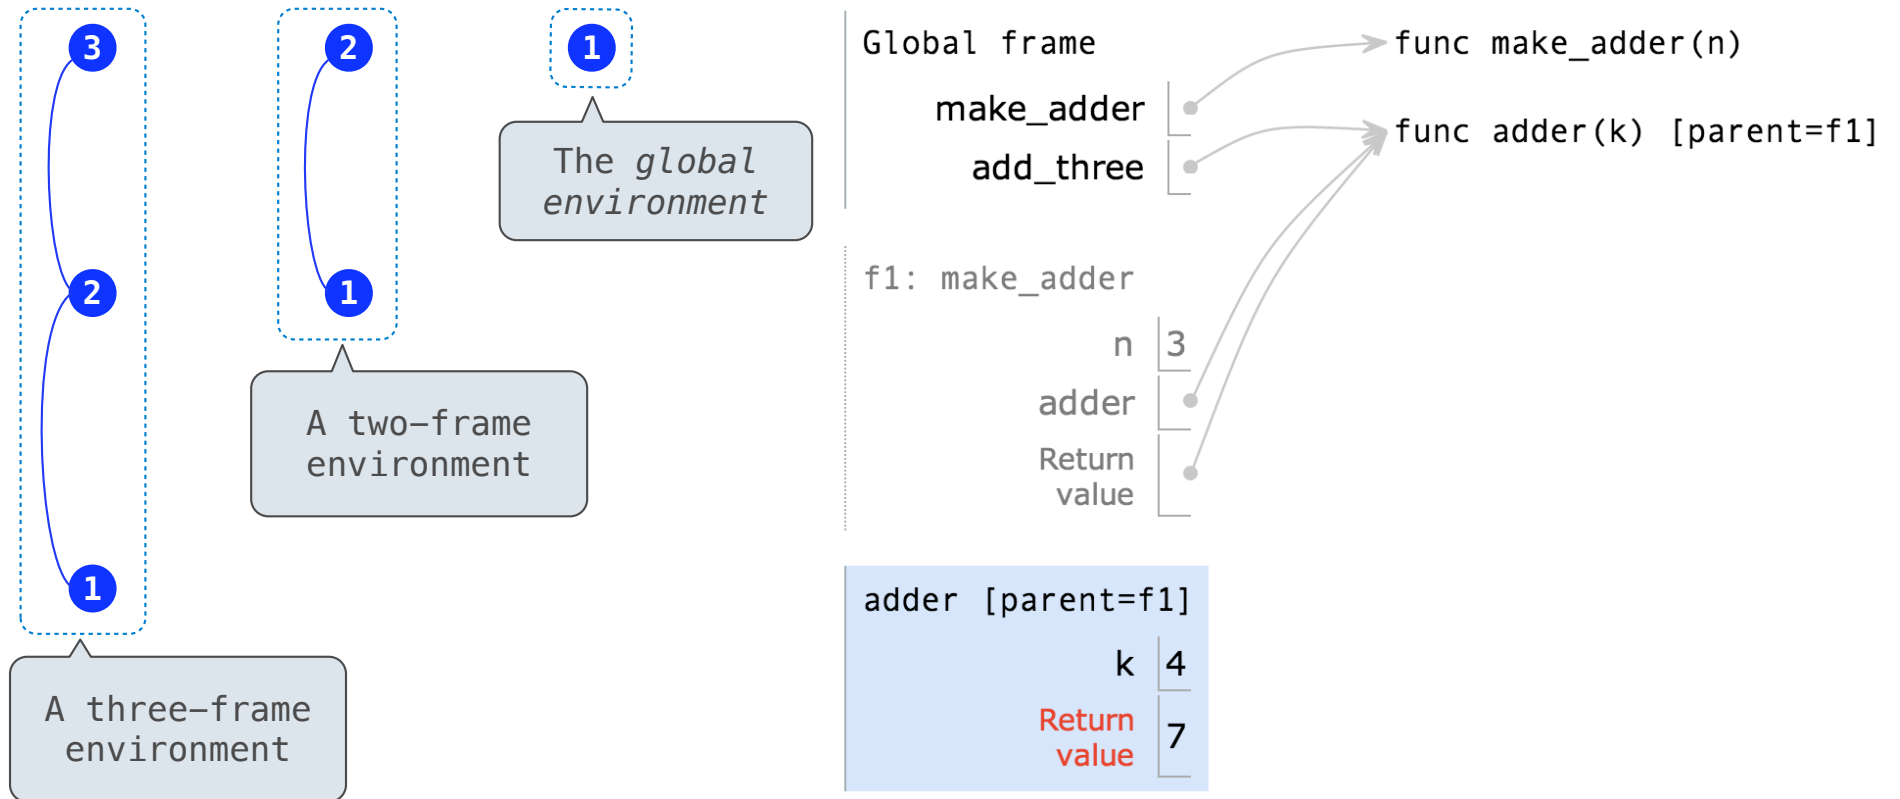 3
2
1
A three-frame
environment
2
1
A two-frame
environment
1
The global
environment
Global frame
make_adder
add_three
func make_adder(n)
func adder(k) [parent=f1]
f1: make_adder
n 3
adder
Return
value
adder [parent=f1]
k 4
Return
value 7